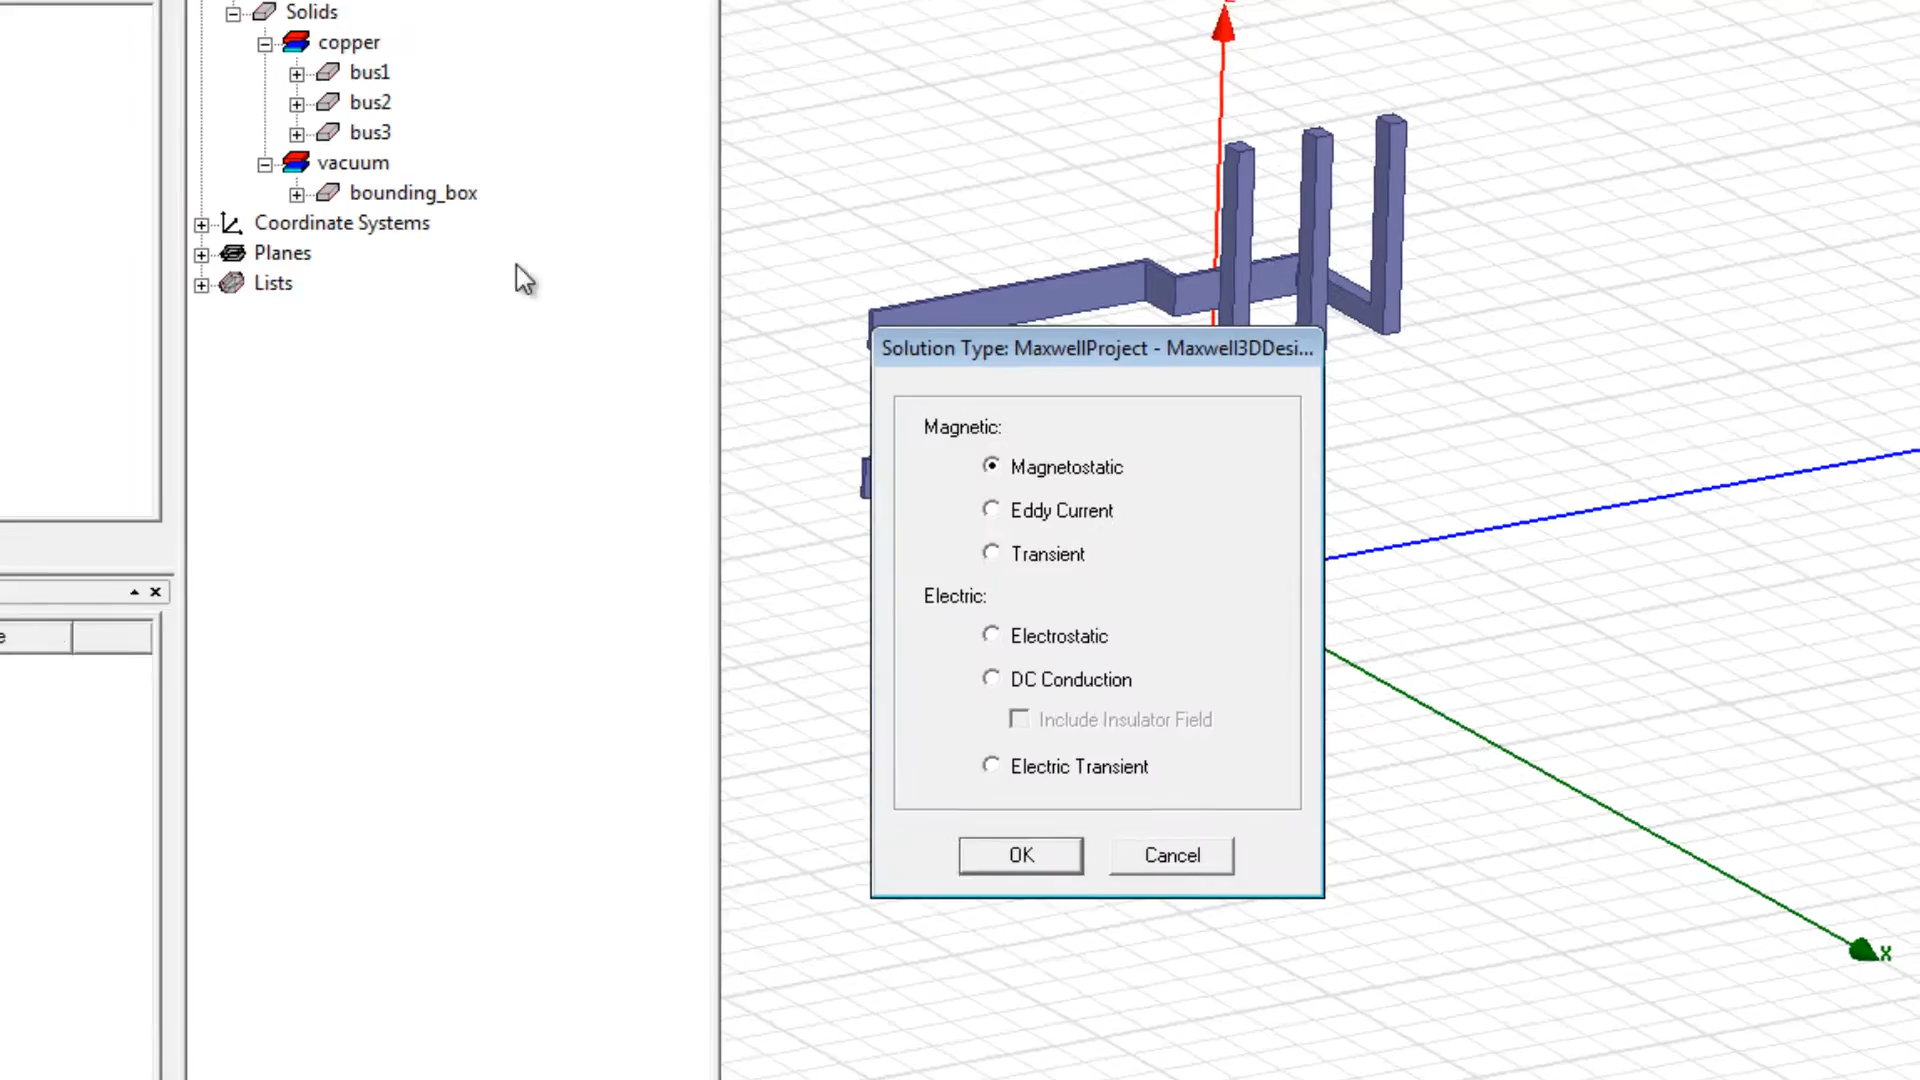 Solids
copper
bus1
bus2
bus3
vacuum
bounding_box
Coordinate Systems
Planes
Lists
e
Solution Type: MaxwellProject - Maxwell3DDesi...
Magnetic:
Magnetostatic
Eddy Current
Transient
Electric:
Electrostatic
DC Conduction
Include Insulator Field
Electric Transient
OK
Cancel
x